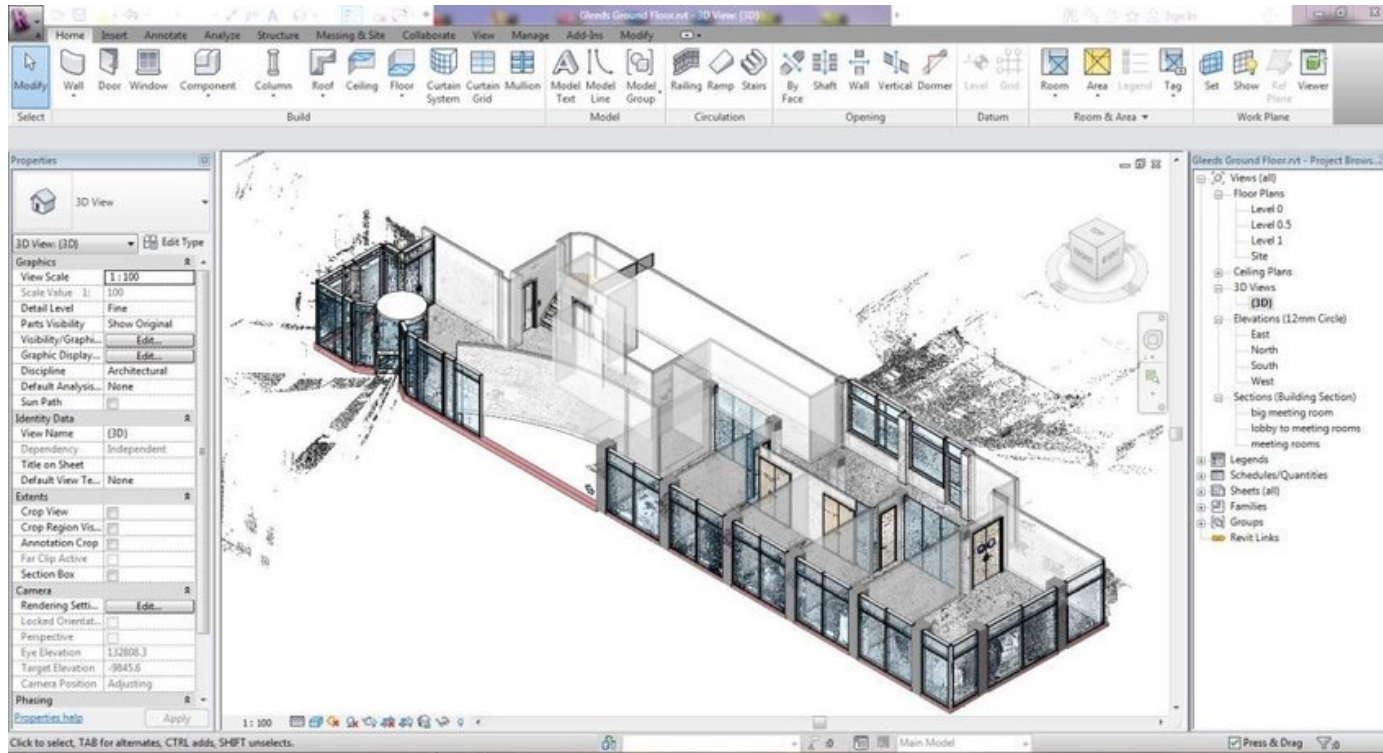 Gleeds Ground Floor.rvt - 3D View: {3D}
Sign In
Home Insert Annotate Analyze Structure Massing & Site Collaborate View Manage Add-Ins Modify
Modify Wall Door Window Component Column Roof Ceiling Floor Curtain System Curtain Grid Mullion Model Text Model Line Model Group Railing Ramp Stairs By Face Shaft Wall Vertical Dormer Level Grid Room Area Legend Tag Set Show Ref Plane Viewer
Select Build Model Circulation Opening Datum Room & Area Work Plane
Properties
3D View
3D View: {3D} Edit Type
Graphics
View Scale 1 : 100
Scale Value 1: 100
Detail Level Fine
Parts Visibility Show Original
Visibility/Graphi... Edit...
Graphic Display... Edit...
Discipline Architectural
Default Analysis... None
Sun Path
Identity Data
View Name {3D}
Dependency Independent
Title on Sheet
Default View Te... None
Extents
Crop View
Crop Region Vis...
Annotation Crop
Far Clip Active
Section Box
Camera
Rendering Setti... Edit...
Locked Orientat...
Perspective
Eye Elevation 132808.3
Target Elevation -9845.6
Camera Position Adjusting
Phasing
Properties help Apply
TOP
FRONT RIGHT
1 : 100
Gleeds Ground Floor.rvt - Project Brows...
Views (all)
Floor Plans
Level 0
Level 0.5
Level 1
Site
Ceiling Plans
3D Views
{3D}
Elevations (12mm Circle)
East
North
South
West
Sections (Building Section)
big meeting room
lobby to meeting rooms
meeting rooms
Legends
Schedules/Quantities
Sheets (all)
Families
Groups
Revit Links
Click to select, TAB for alternates, CTRL adds, SHIFT unselects. :0 Main Model Press & Drag :0